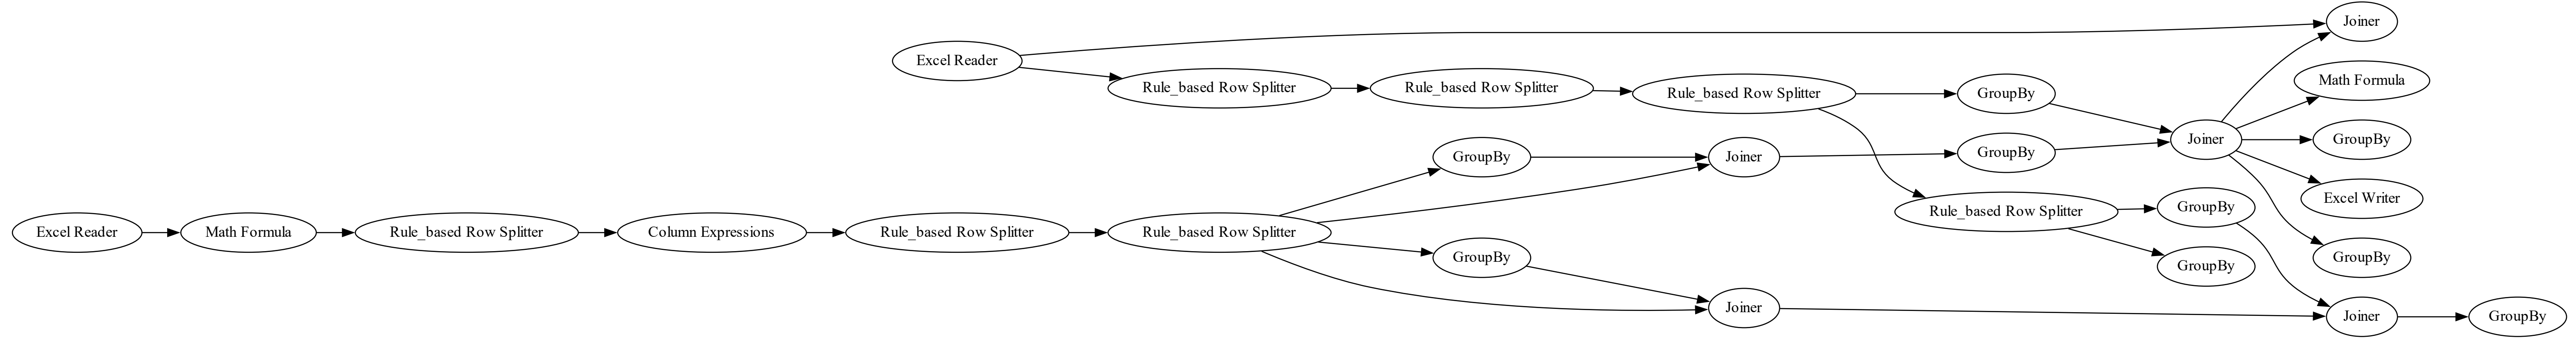 Joiner
Excel Reader
Math Formula
Rule_based Row Splitter
Rule_based Row Splitter
Rule_based Row Splitter
GroupBy
Joiner
GroupBy
GroupBy
Joiner
GroupBy
Excel Writer
GroupBy
Rule_based Row Splitter
Excel Reader
Math Formula
Rule_based Row Splitter
Column Expressions
Rule_based Row Splitter
Rule_based Row Splitter
GroupBy
GroupBy
GroupBy
Joiner
Joiner
GroupBy